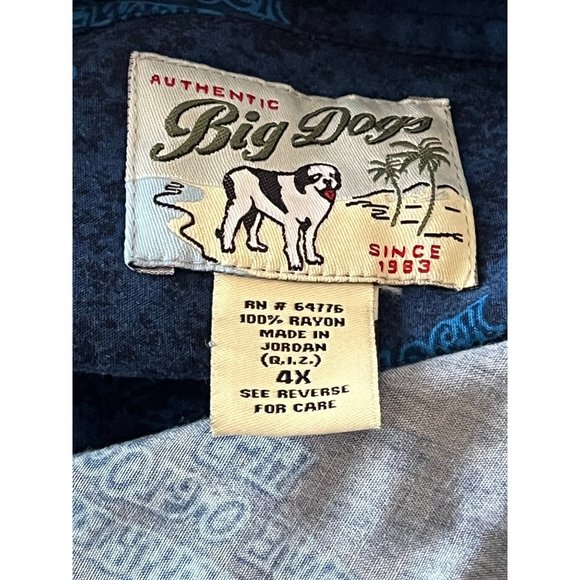 AUTHENTIC
Big Dogs
SINCE
1983
RN # 64776
100% RAYON
MADE IN
JORDAN
(Q.I.Z.)
4X
SEE REVERSE
FOR CARE